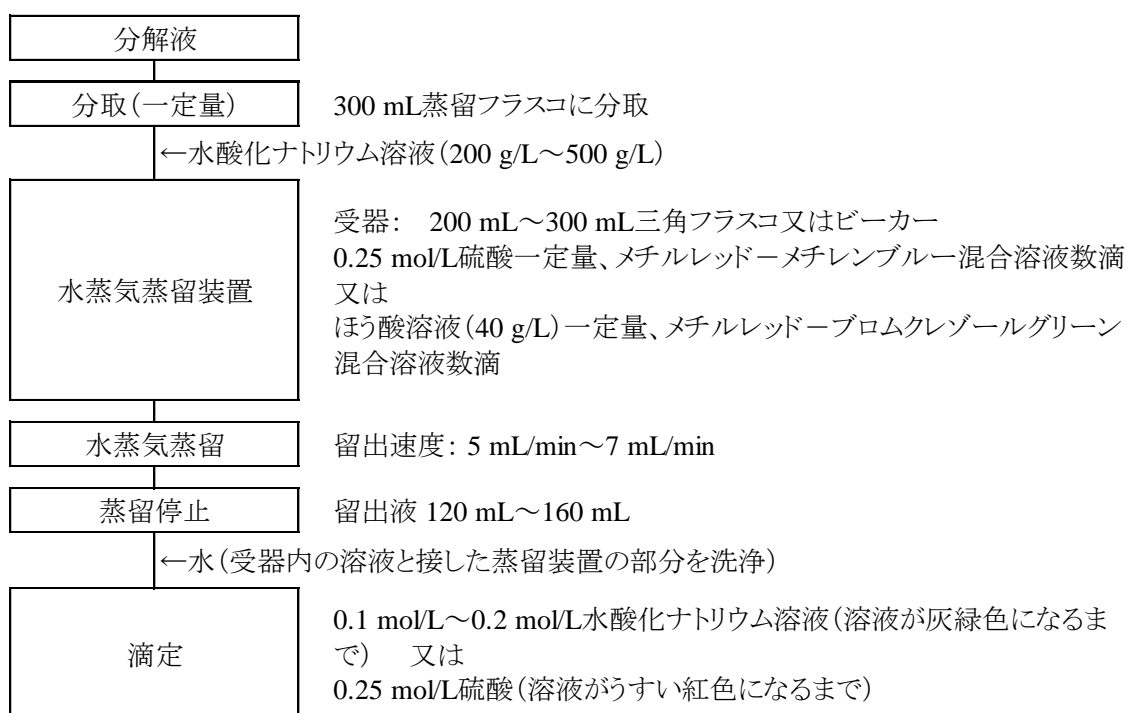 分解液
分取(一定量) 300 mL蒸留フラスコに分取
←水酸化ナトリウム溶液(200 g/L~500 g/L)
水蒸気蒸留装置
受器: 200 mL~300 mL三角フラスコ又はビーカー
0.25 mol/L硫酸一定量、メチルレッド-メチレンブルー混合溶液数滴
又は
ほう酸溶液(40 g/L)一定量、メチルレッド-ブロムクレゾールグリーン
混合溶液数滴
水蒸気蒸留 留出速度: 5 mL/min~7 mL/min
蒸留停止 留出液 120 mL~160 mL
←水(受器内の溶液と接した蒸留装置の部分を洗浄)
滴定
0.1 mol/L~0.2 mol/L水酸化ナトリウム溶液(溶液が灰緑色になるま
で) 又は
0.25 mol/L硫酸(溶液がうすい紅色になるまで)